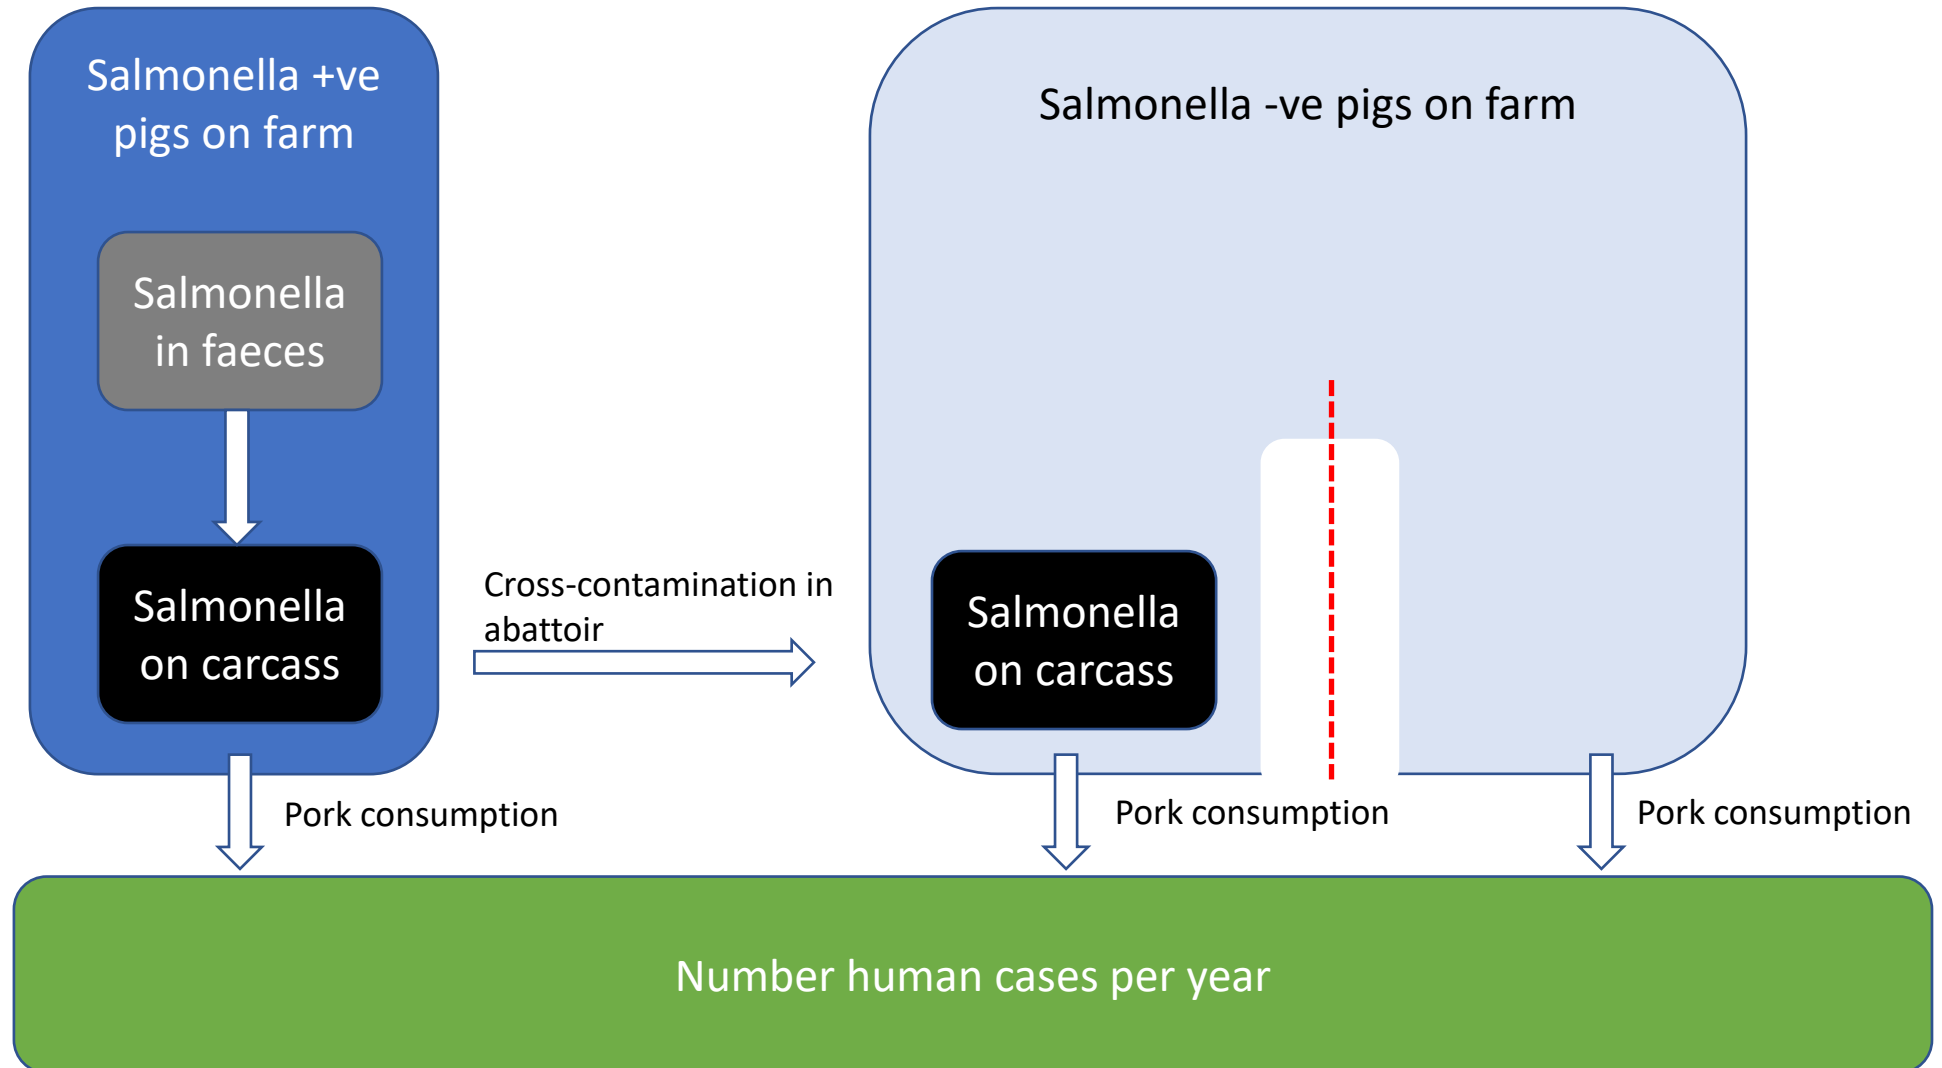 Salmonella +ve
pigs on farm
Salmonella
in faeces
Salmonella
on carcass
Cross-contamination in
abattoir
Salmonella -ve pigs on farm
Salmonella
on carcass
Pork consumption
Pork consumption
Pork consumption
Number human cases per year